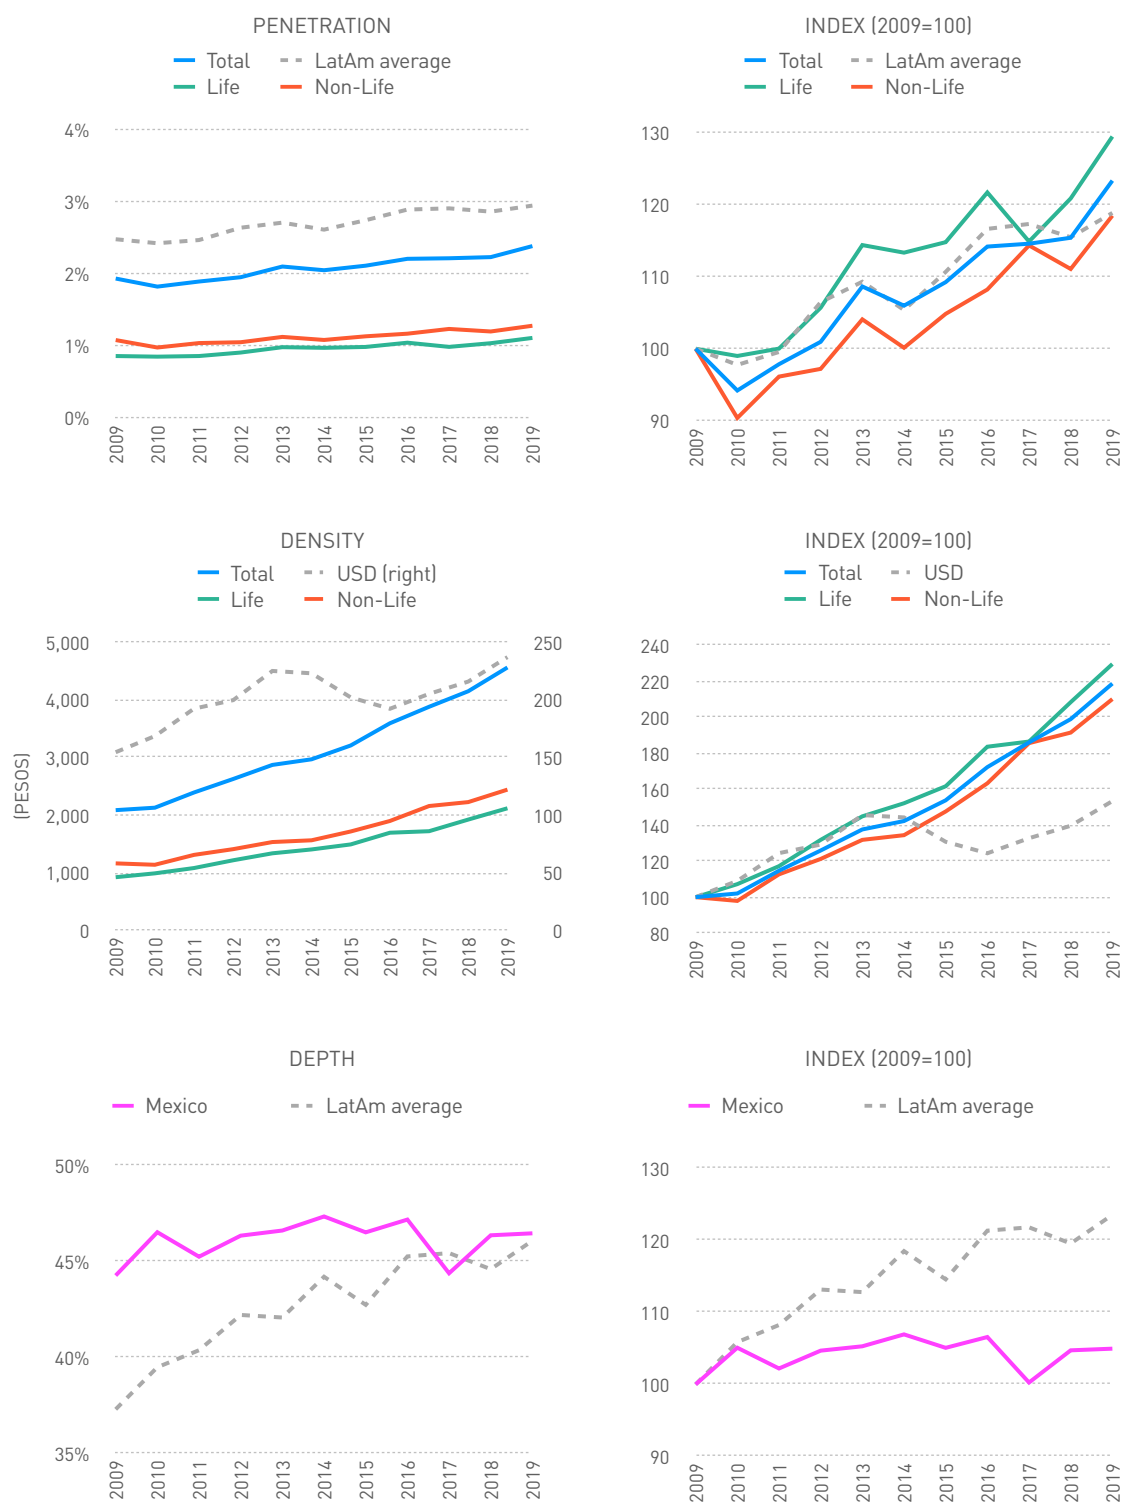 PENETRATION
Total LatAm average
Life Non-Life
4%
3%
2%
1%
0%
2009 2010 2011 2012 2013 2014 2015 2016 2017 2018 2019
INDEX (2009=100)
Total LatAm average
Life Non-Life
130
120
110
100
90
2009 2010 2011 2012 2013 2014 2015 2016 2017 2018 2019
DENSITY
Total USD (right)
Life Non-Life
(PESOS)
5,000 250
4,000 200
3,000 150
2,000 100
1,000 50
0 0
2009 2010 2011 2012 2013 2014 2015 2016 2017 2018 2019
INDEX (2009=100)
Total USD
Life Non-Life
240
220
200
180
160
140
120
100
80
2009 2010 2011 2012 2013 2014 2015 2016 2017 2018 2019
DEPTH
Mexico LatAm average
50%
45%
40%
35%
2009 2010 2011 2012 2013 2014 2015 2016 2017 2018 2019
INDEX (2009=100)
Mexico LatAm average
130
120
110
100
90
2009 2010 2011 2012 2013 2014 2015 2016 2017 2018 2019